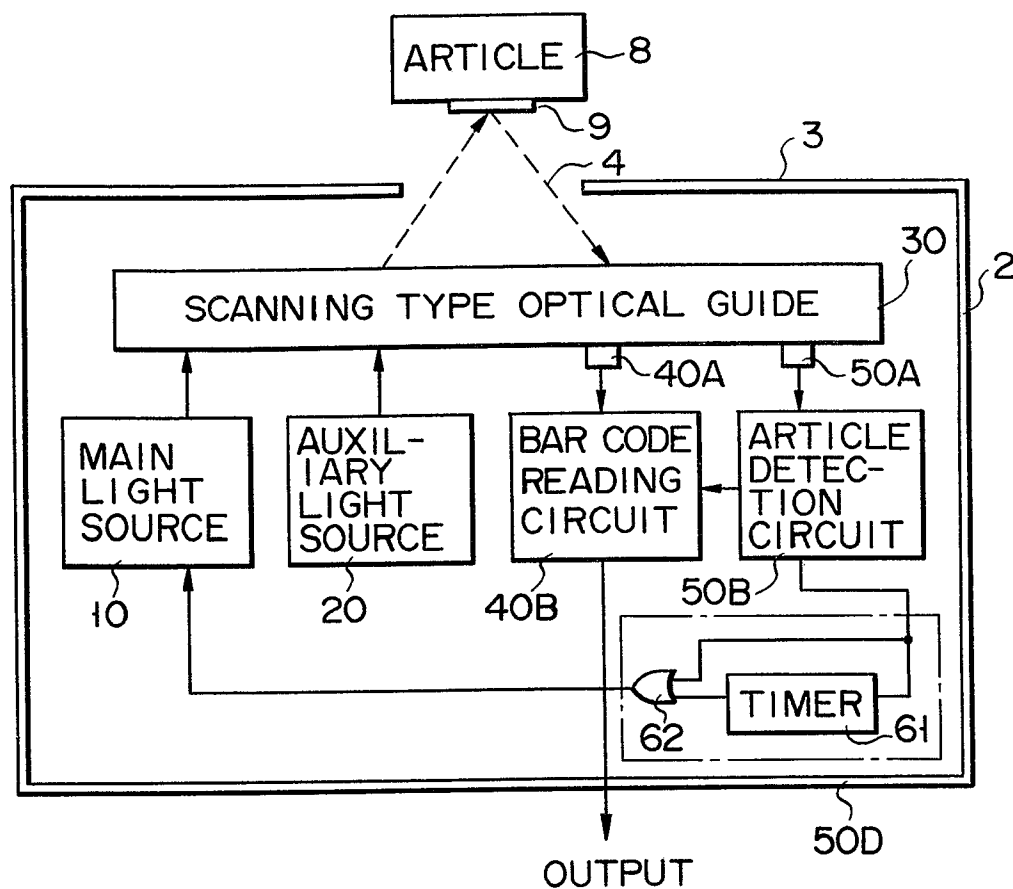 ARTICLE
8
9
4
3
30
2
SCANNING TYPE OPTICAL GUIDE
40A
50A
MAIN
LIGHT
SOURCE
AUXIL-
IARY
LIGHT
SOURCE
BAR CODE
READING
CIRCUIT
ARTICLE
DETEC-
TION
CIRCUIT
10
20
40B
50B
62
TIMER
61
50D
OUTPUT